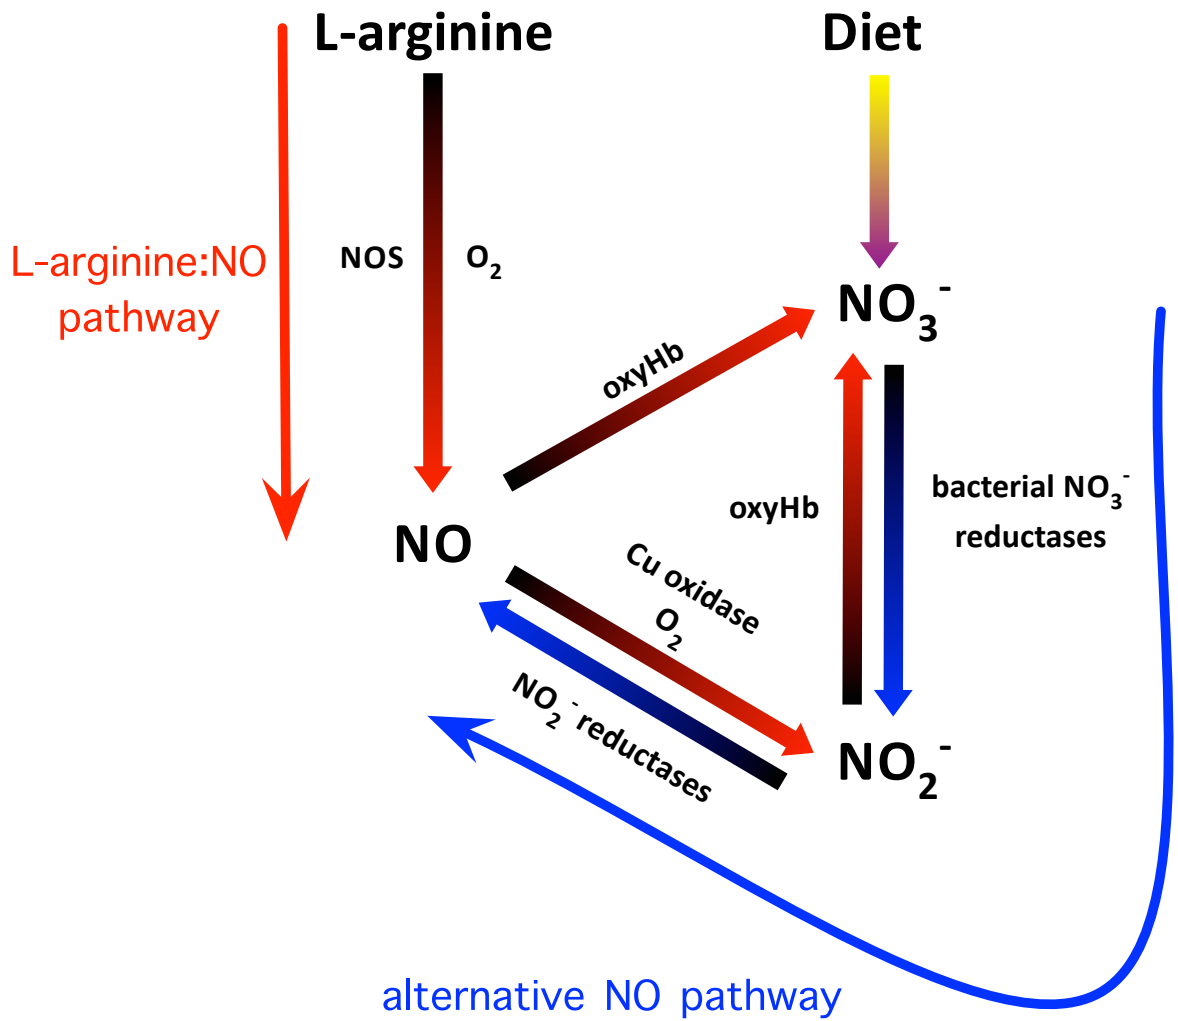 L-arginine
Diet
L-arginine:NO
pathway
NOS
O₂
NO₃⁻
oxyHb
oxyHb
bacterial NO₃⁻
reductases
NO
Cu oxidase
O₂
NO₂⁻ reductases
NO₂⁻
alternative NO pathway